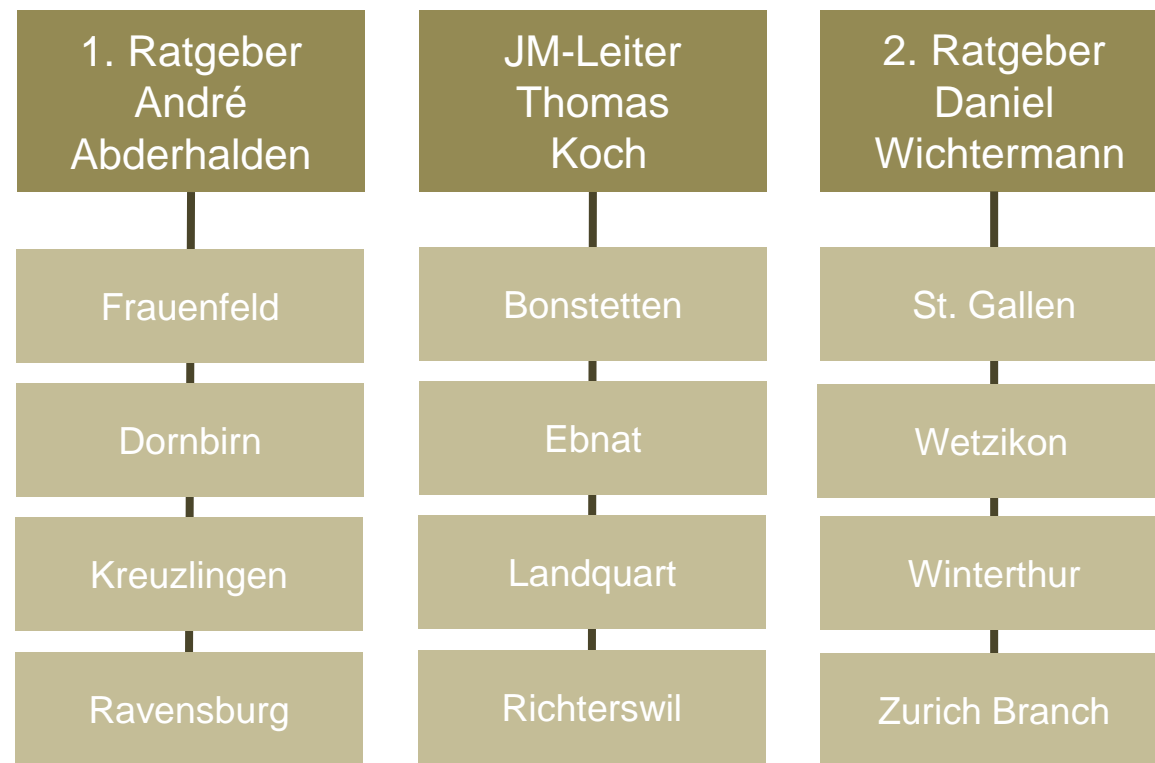 1. Ratgeber
André
Abderhalden
Frauenfeld
Dornbirn
Kreuzlingen
Ravensburg
JM-Leiter
Thomas
Koch
Bonstetten
Ebnat
Landquart
Richterswil
2. Ratgeber
Daniel
Wichtermann
St. Gallen
Wetzikon
Winterthur
Zurich Branch